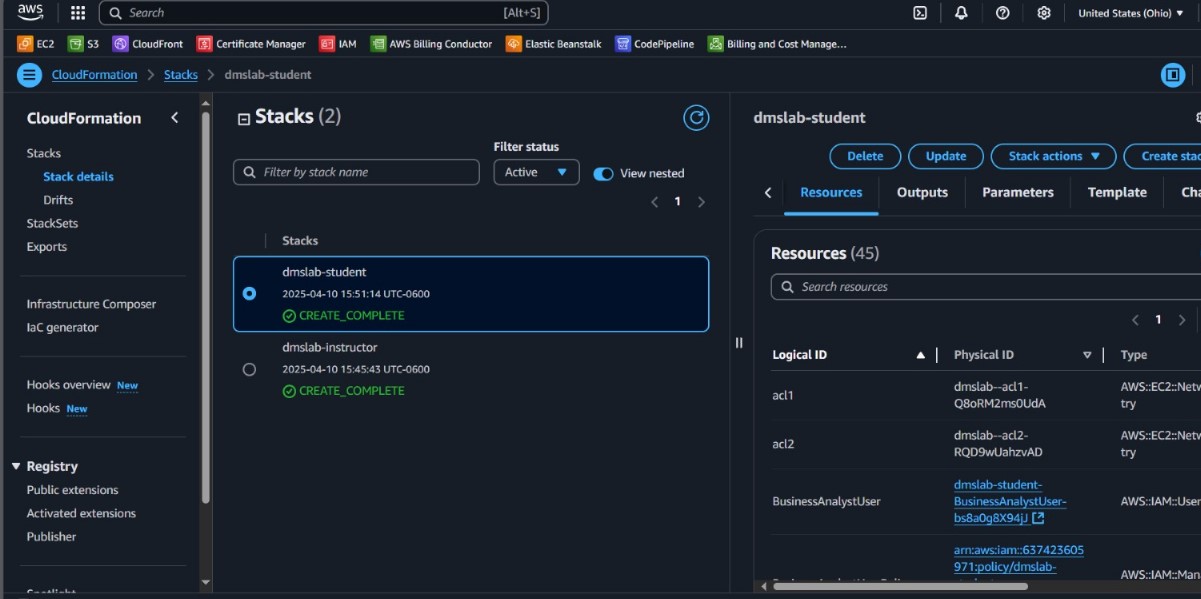 aws
Search [Alt+S] United States (Ohio)
EC2 S3 CloudFront Certificate Manager IAM AWS Billing Conductor Elastic Beanstalk CodePipeline Billing and Cost Manage...
CloudFormation > Stacks > dmslab-student
CloudFormation
Stacks
Stack details
Drifts
StackSets
Exports
Infrastructure Composer
IaC generator
Hooks overview New
Hooks New
Registry
Public extensions
Activated extensions
Publisher
Spotlight
Stacks (2)
Filter status
Filter by stack name
Active
View nested
1
Stacks
dmslab-student
2025-04-10 15:51:14 UTC-0600
CREATE_COMPLETE
dmslab-instructor
2025-04-10 15:45:43 UTC-0600
CREATE_COMPLETE
dmslab-student
Delete Update Stack actions Create stac
Resources Outputs Parameters Template Cha
Resources (45)
Search resources
1
Logical ID Physical ID Type
acl1
dmslab--acl1-
Q8oRM2ms0UdA
AWS::EC2::Netw
try
acl2
dmslab--acl2-
RQD9wUahzvAD
AWS::EC2::Netw
try
BusinessAnalystUser
dmslab-student-
BusinessAnalystUser-
bs8a0g8X94jJ
AWS::IAM::User
arn:aws:iam::637423605
971:policy/dmslab-
AWS::IAM::Man